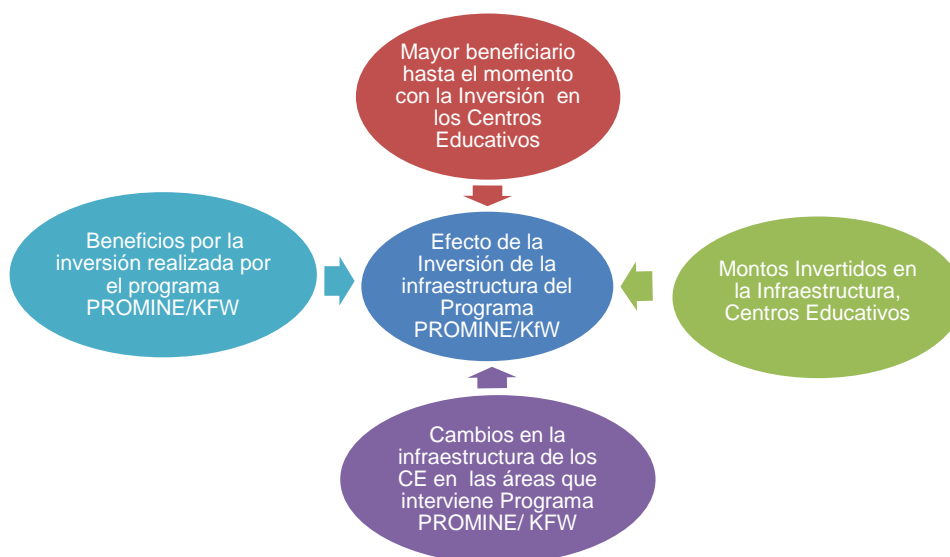 Mayor beneficiario
hasta el momento
con la Inversión en
los Centros
Educativos
Beneficios por la
inversión realizada por
el programa
PROMINE/KFW
Efecto de la
Inversión de la
infraestructura del
Programa
PROMINE/KfW
Montos Invertidos en
la Infraestructura,
Centros Educativos
Cambios en la
infraestructura de los
CE en las áreas que
interviene Programa
PROMINE/ KFW